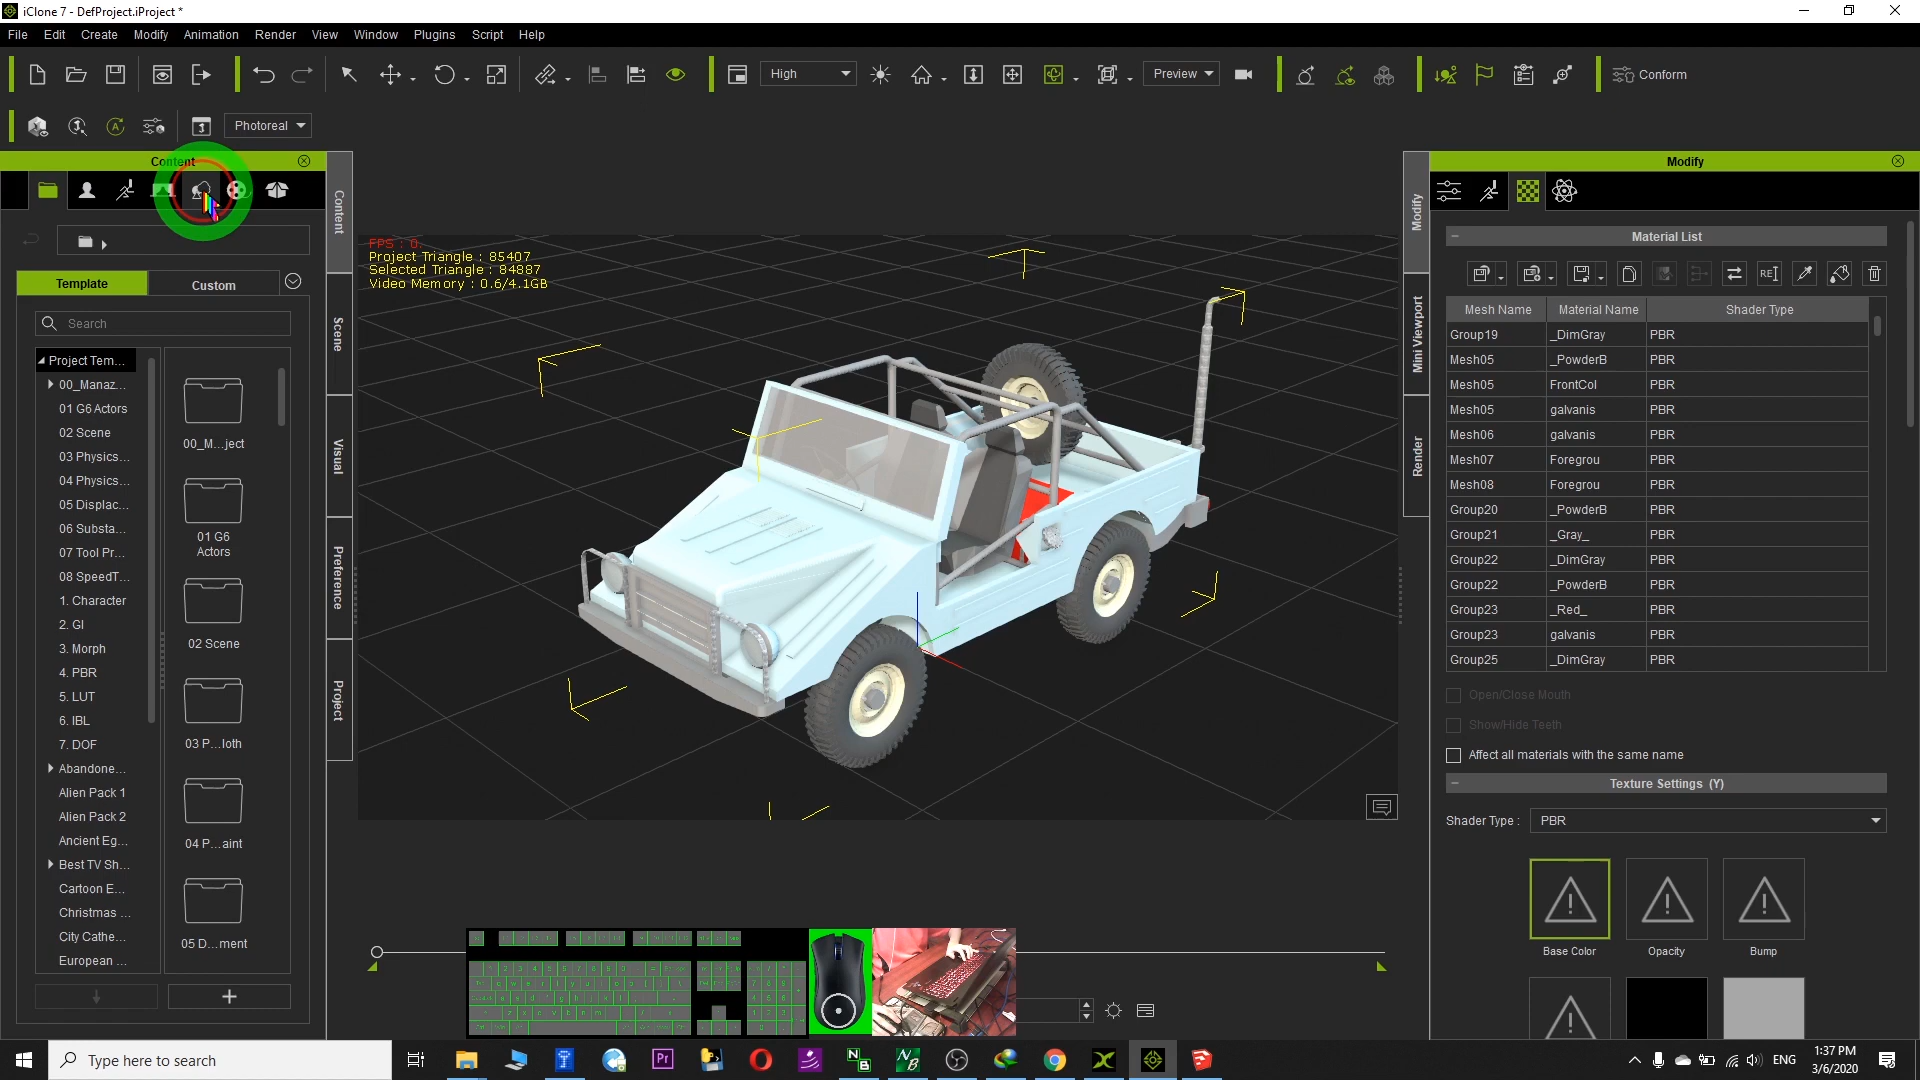 iClone 7 - DefProject.iProject *
File Edit Create Modify Animation Render View Window Plugins Script Help
High
Preview
Conform
Photoreal
Content
Template
Custom
Search
Project Tem...
00_Manaz...
01 G6 Actors
02 Scene
03 Physics...
04 Physics...
05 Displac...
06 Substa...
07 Tool Pr...
08 SpeedT...
1. Character
2. GI
3. Morph
4. PBR
5. LUT
6. IBL
7. DOF
Abandone...
Alien Pack 1
Alien Pack 2
Ancient Eg...
Best TV Sh...
Cartoon E...
Christmas ...
City Cathe...
European ...
00_M...ject
01 G6
Actors
02 Scene
03 P...loth
04 P...aint
05 D...ment
Content
Scene
Visual
Preference
Project
FPS : 0.
Project Triangle : 85407
Selected Triangle : 84887
Video Memory : 0.6/4.1GB
Modify
Mini Viewport
Render
Modify
Material List
Mesh Name Material Name Shader Type
Group19 _DimGray PBR
Mesh05 _PowderB PBR
Mesh05 FrontCol PBR
Mesh05 galvanis PBR
Mesh06 galvanis PBR
Mesh07 Foregrou PBR
Mesh08 Foregrou PBR
Group20 _PowderB PBR
Group21 _Gray_ PBR
Group22 _DimGray PBR
Group22 _PowderB PBR
Group23 _Red_ PBR
Group23 galvanis PBR
Group25 _DimGray PBR
Open/Close Mouth
Show/Hide Teeth
Affect all materials with the same name
Texture Settings (Y)
Shader Type : PBR
Base Color
Opacity
Bump
Type here to search
ENG
1:37 PM
3/6/2020